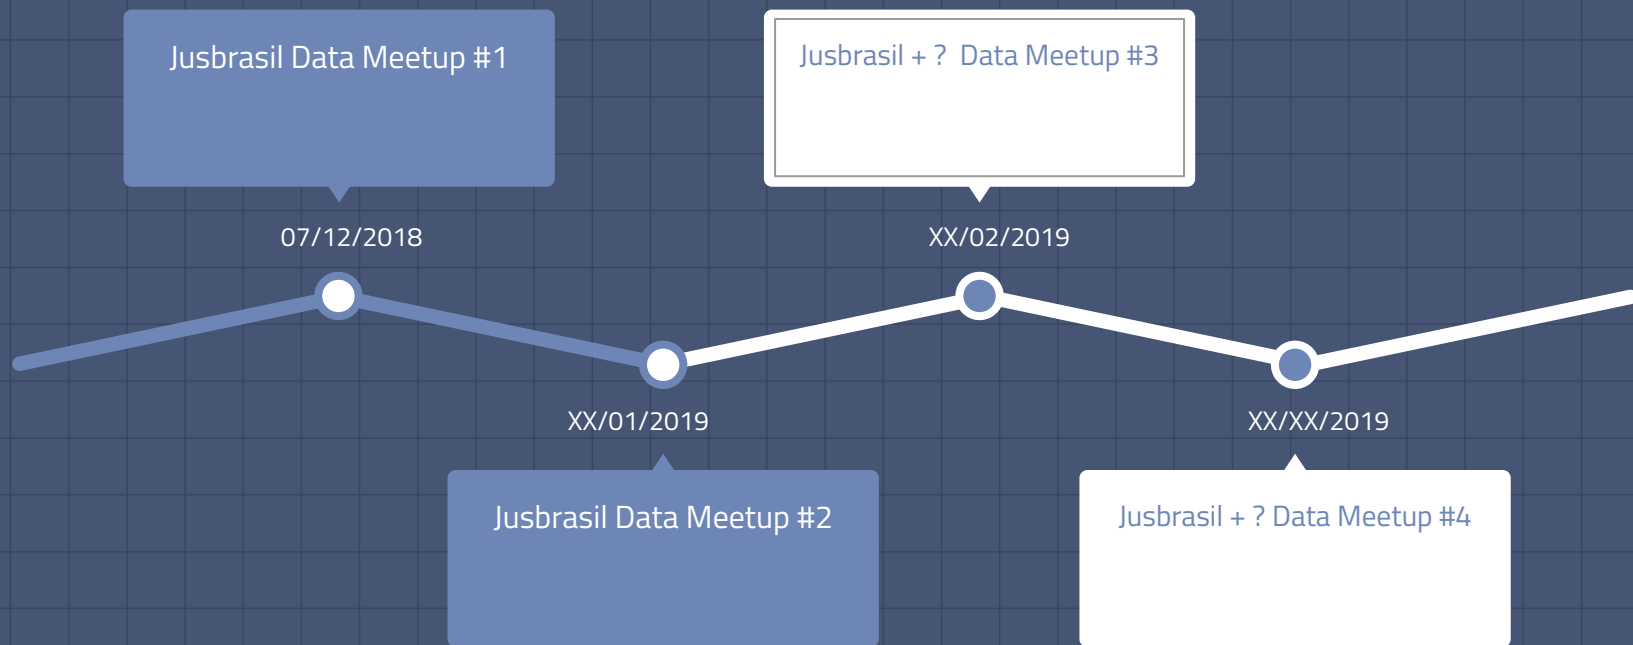 Jusbrasil Data Meetup #1
07/12/2018
XX/01/2019
Jusbrasil Data Meetup #2
Jusbrasil + ? Data Meetup #3
XX/02/2019
XX/XX/2019
Jusbrasil + ? Data Meetup #4